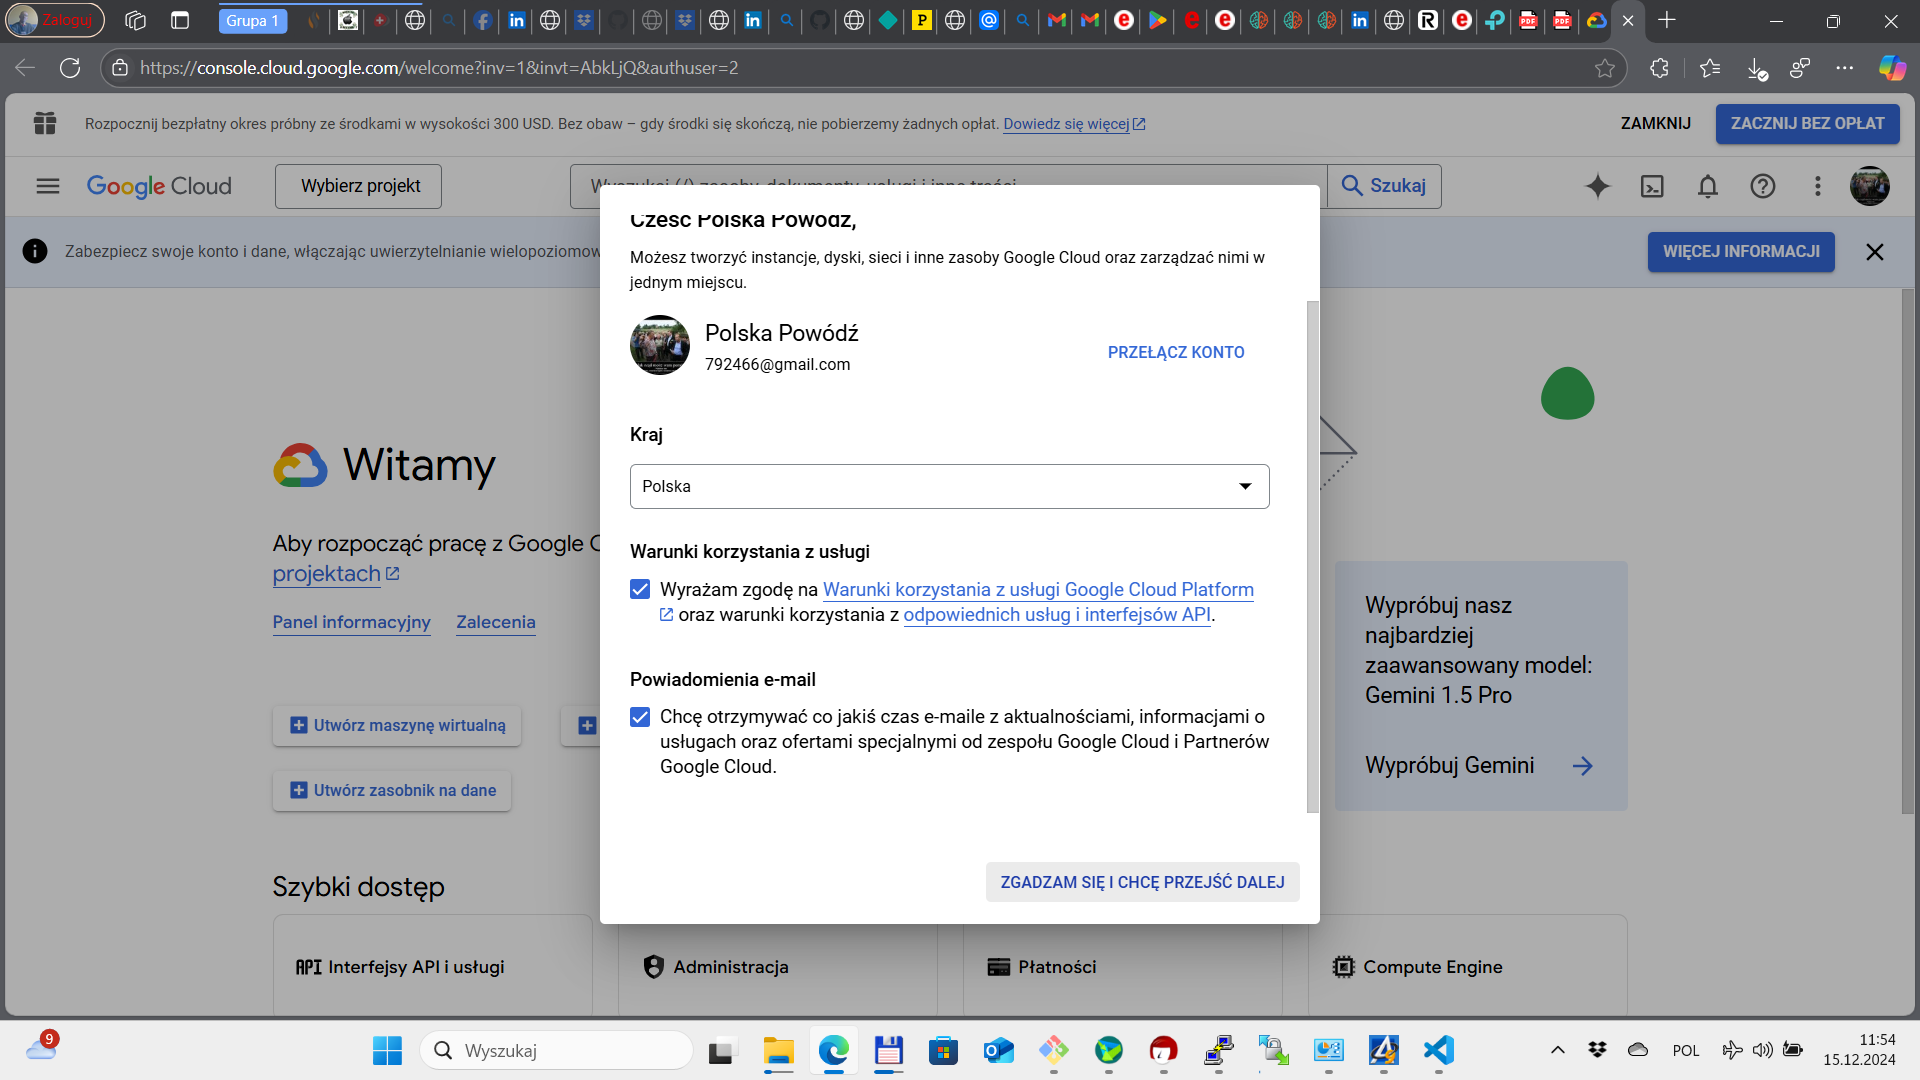 Zaloguj
Grupa 1
https://console.cloud.google.com/welcome?inv=1&invt=AbkLjQ&authuser=2
Rozpocznij bezpłatny okres próbny ze środkami w wysokości 300 USD. Bez obaw – gdy środki się skończą, nie pobierzemy żadnych opłat. Dowiedz się więcej
ZAMKNIJ
ZACZNIJ BEZ OPŁAT
Google Cloud
Wybierz projekt
Szukaj
Zabezpiecz swoje konto i dane, włączając uwierzytelnianie
WIĘCEJ INFORMACJI
Cześć Polska Powódź,
Możesz tworzyć instancje, dyski, sieci i inne zasoby Google Cloud oraz zarządzać nimi w
jednym miejscu.
Polska Powódź
792466@gmail.com
PRZEŁĄCZ KONTO
Kraj
Polska
Warunki korzystania z usługi
Wyrażam zgodę na Warunki korzystania z usługi Google Cloud Platform
oraz warunki korzystania z odpowiednich usług i interfejsów API.
Powiadomienia e-mail
Chcę otrzymywać co jakiś czas e-maile z aktualnościami, informacjami o
usługach oraz ofertami specjalnymi od zespołu Google Cloud i Partnerów
Google Cloud.
ZGADZAM SIĘ I CHCĘ PRZEJŚĆ DALEJ
Witamy
Aby rozpocząć pracę z Google
projektach
Panel informacyjny Zalecenia
Utwórz maszynę wirtualną
Utwórz zasobnik na dane
Wypróbuj nasz
najbardziej
zaawansowany model:
Gemini 1.5 Pro
Wypróbuj Gemini
Szybki dostęp
API Interfejsy API i usługi
Administracja
Płatności
Compute Engine
9
Wyszukaj
POL
11:54
15.12.2024